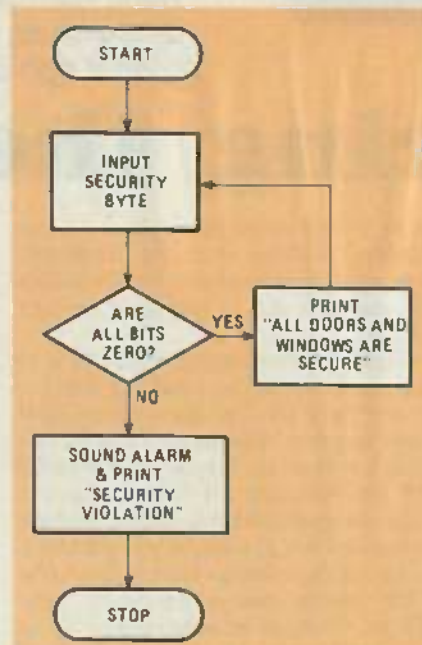 START
INPUT
SECURITY
BYTE
ARE
ALL BITS
ZERO?
YES
PRINT
"ALL DOORS AND
WINDOWS ARE
SECURE"
NO
SOUND ALARM
& PRINT
"SECURITY
VIOLATION"
STOP